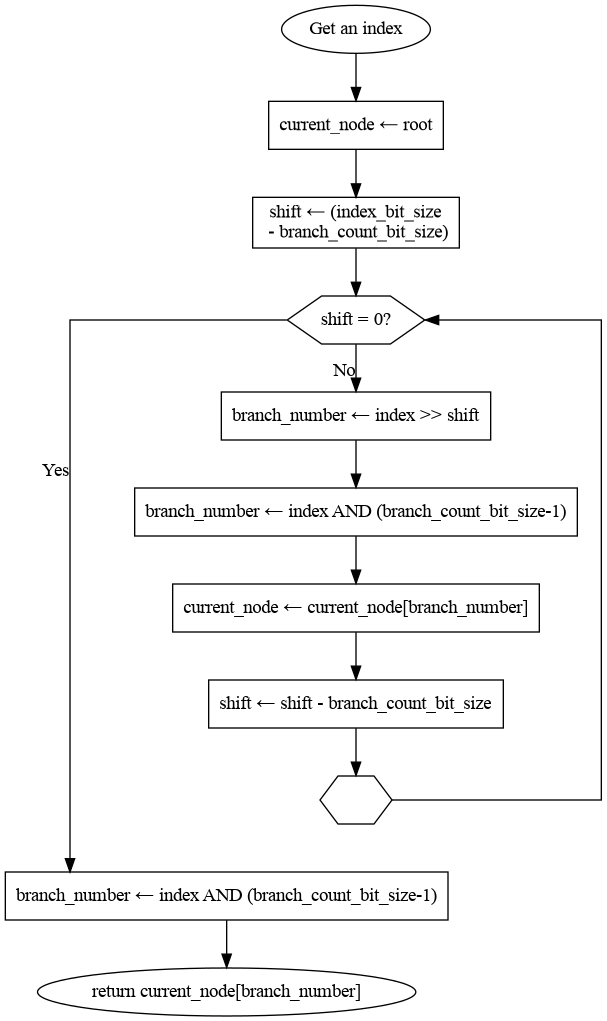 Get an index
current_node ← root
shift ← (index_bit_size
- branch_count_bit_size)
shift = 0?
No
branch_number ← index >> shift
Yes
branch_number ← index AND (branch_count_bit_size-1)
current_node ← current_node[branch_number]
shift ← shift - branch_count_bit_size
branch_number ← index AND (branch_count_bit_size-1)
return current_node[branch_number]